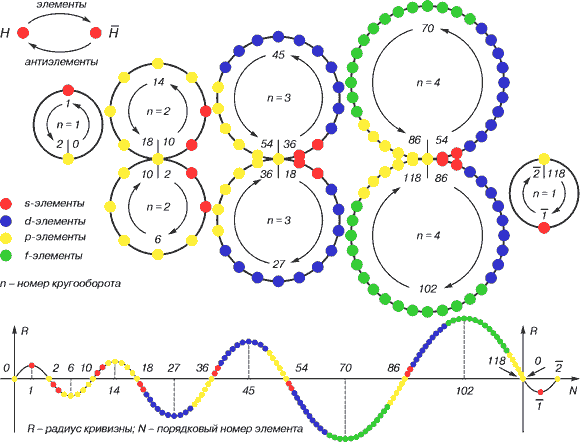 элементы
H H̅
антиэлементы
1
n = 1
2 0
14
n = 2
18 10
10 2
n = 2
6
45
n = 3
54 36
36 18
n = 3
27
70
n = 4
86 54
118 86
n = 4
102
2̅ 118
n = 1
1̅
s-элементы
d-элементы
p-элементы
f-элементы
n – номер кругооборота
R R
0 2 6 10 18 27 36 54 70 86 118 0 2̅
1 14 45 102 1̅ N
R – радиус кривизны; N – порядковый номер элемента